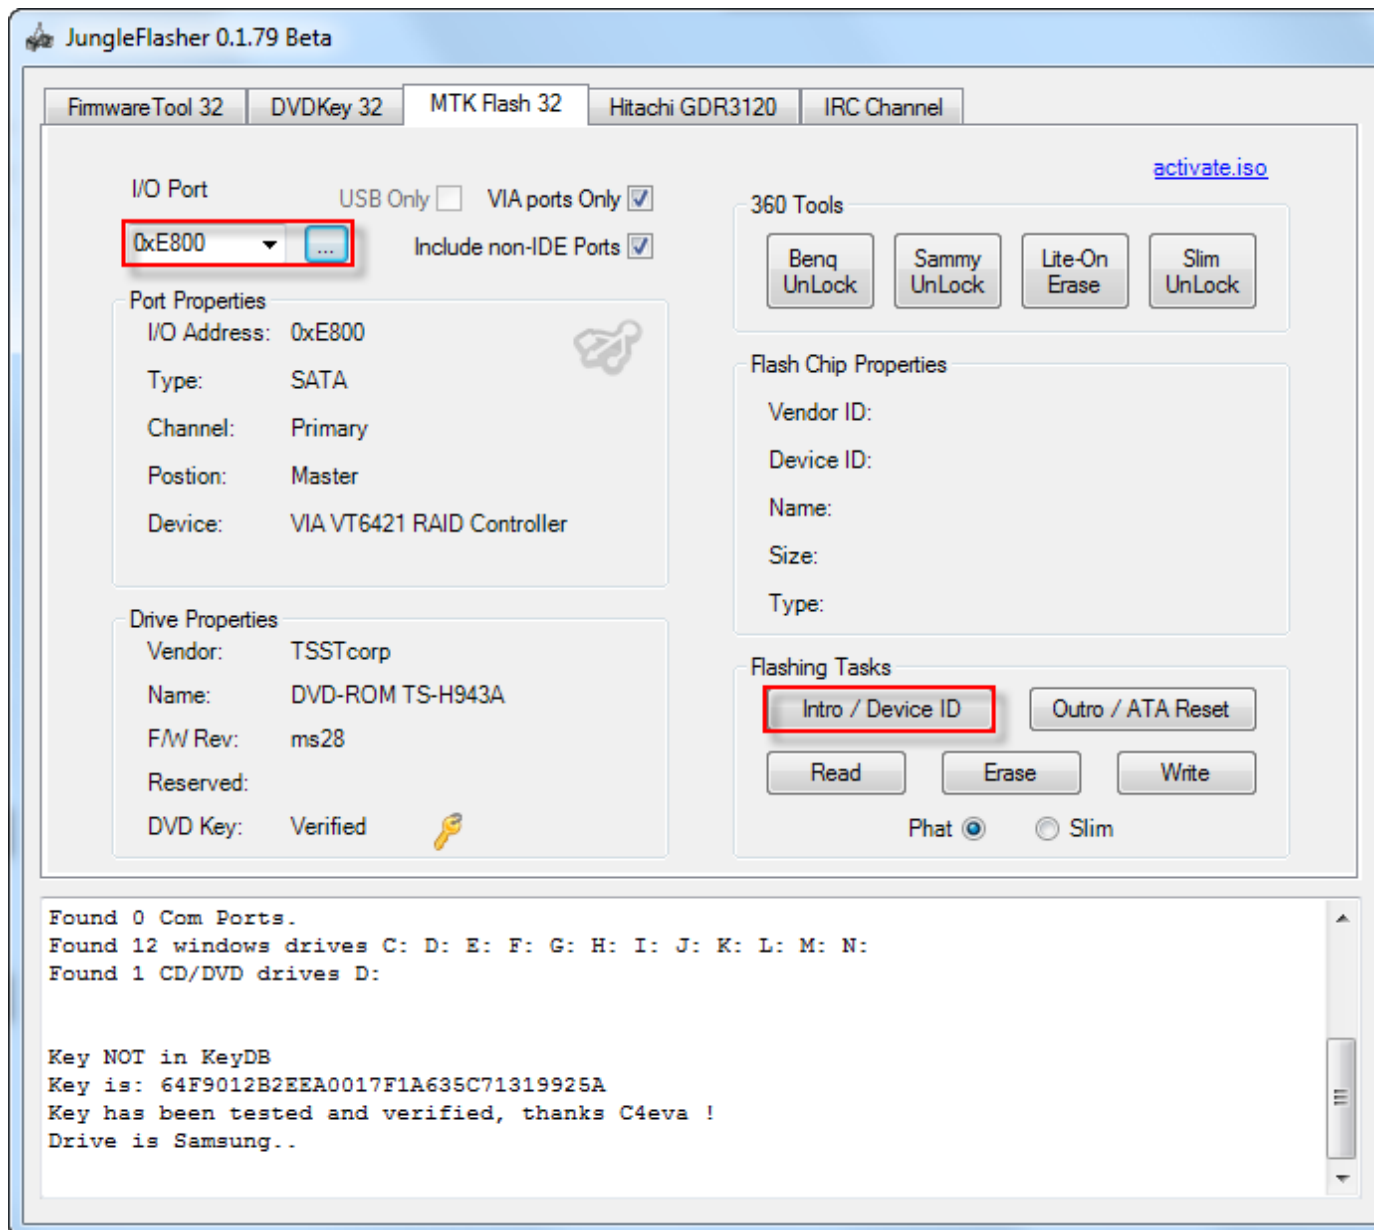 JungleFlasher 0.1.79 Beta
FirmwareTool 32
DVDKey 32
MTK Flash 32
Hitachi GDR3120
IRC Channel
activate.iso
I/O Port
USB Only
VIA ports Only
0xE800
...
Include non-IDE Ports
Port Properties
I/O Address: 0xE800
Type: SATA
Channel: Primary
Postion: Master
Device: VIA VT6421 RAID Controller
Drive Properties
Vendor: TSSTcorp
Name: DVD-ROM TS-H943A
F/W Rev: ms28
Reserved:
DVD Key: Verified
360 Tools
Benq UnLock
Sammy UnLock
Lite-On Erase
Slim UnLock
Flash Chip Properties
Vendor ID:
Device ID:
Name:
Size:
Type:
Flashing Tasks
Intro / Device ID
Outro / ATA Reset
Read
Erase
Write
Phat
Slim
Found 0 Com Ports.
Found 12 windows drives C: D: E: F: G: H: I: J: K: L: M: N:
Found 1 CD/DVD drives D:
Key NOT in KeyDB
Key is: 64F9012B2EEA0017F1A635C71319925A
Key has been tested and verified, thanks C4eva !
Drive is Samsung..